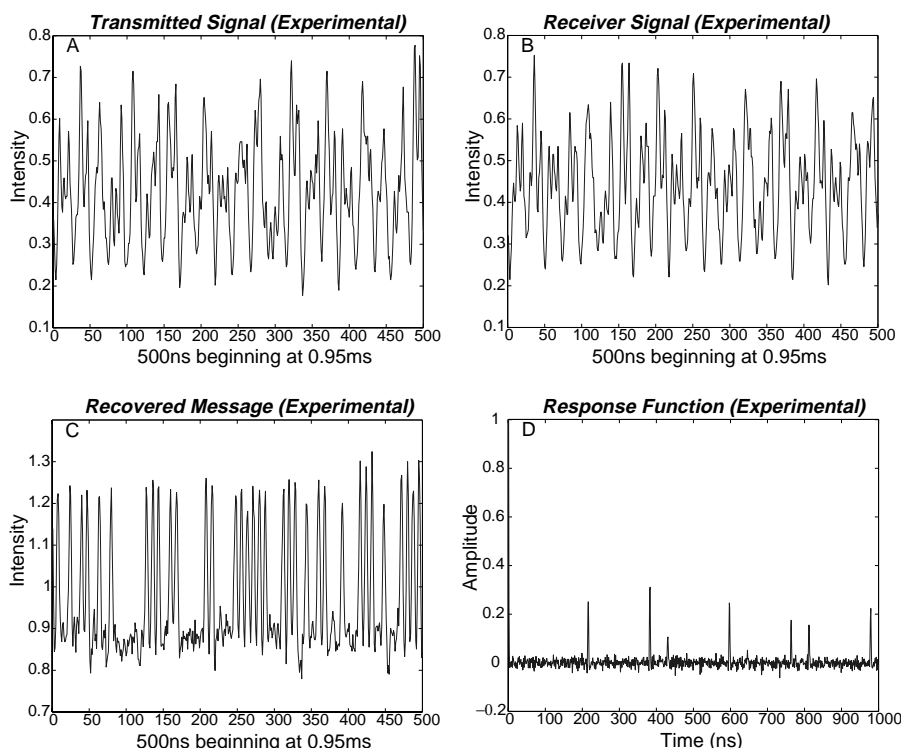 Transmitted Signal (Experimental)
A
0.8
0.7
0.6
0.5
0.4
0.3
0.2
0.1
Intensity
0 50 100 150 200 250 300 350 400 450 500
500ns beginning at 0.95ms
Receiver Signal (Experimental)
B
0.8
0.7
0.6
0.5
0.4
0.3
0.2
0.1
Intensity
0 50 100 150 200 250 300 350 400 450 500
500ns beginning at 0.95ms
Recovered Message (Experimental)
C
1.3
1.2
1.1
1
0.9
0.8
0.7
Intensity
0 50 100 150 200 250 300 350 400 450 500
500ns beginning at 0.95ms
Response Function (Experimental)
D
1
0.8
0.6
0.4
0.2
0
−0.2
Amplitude
0 100 200 300 400 500 600 700 800 900 1000
Time (ns)